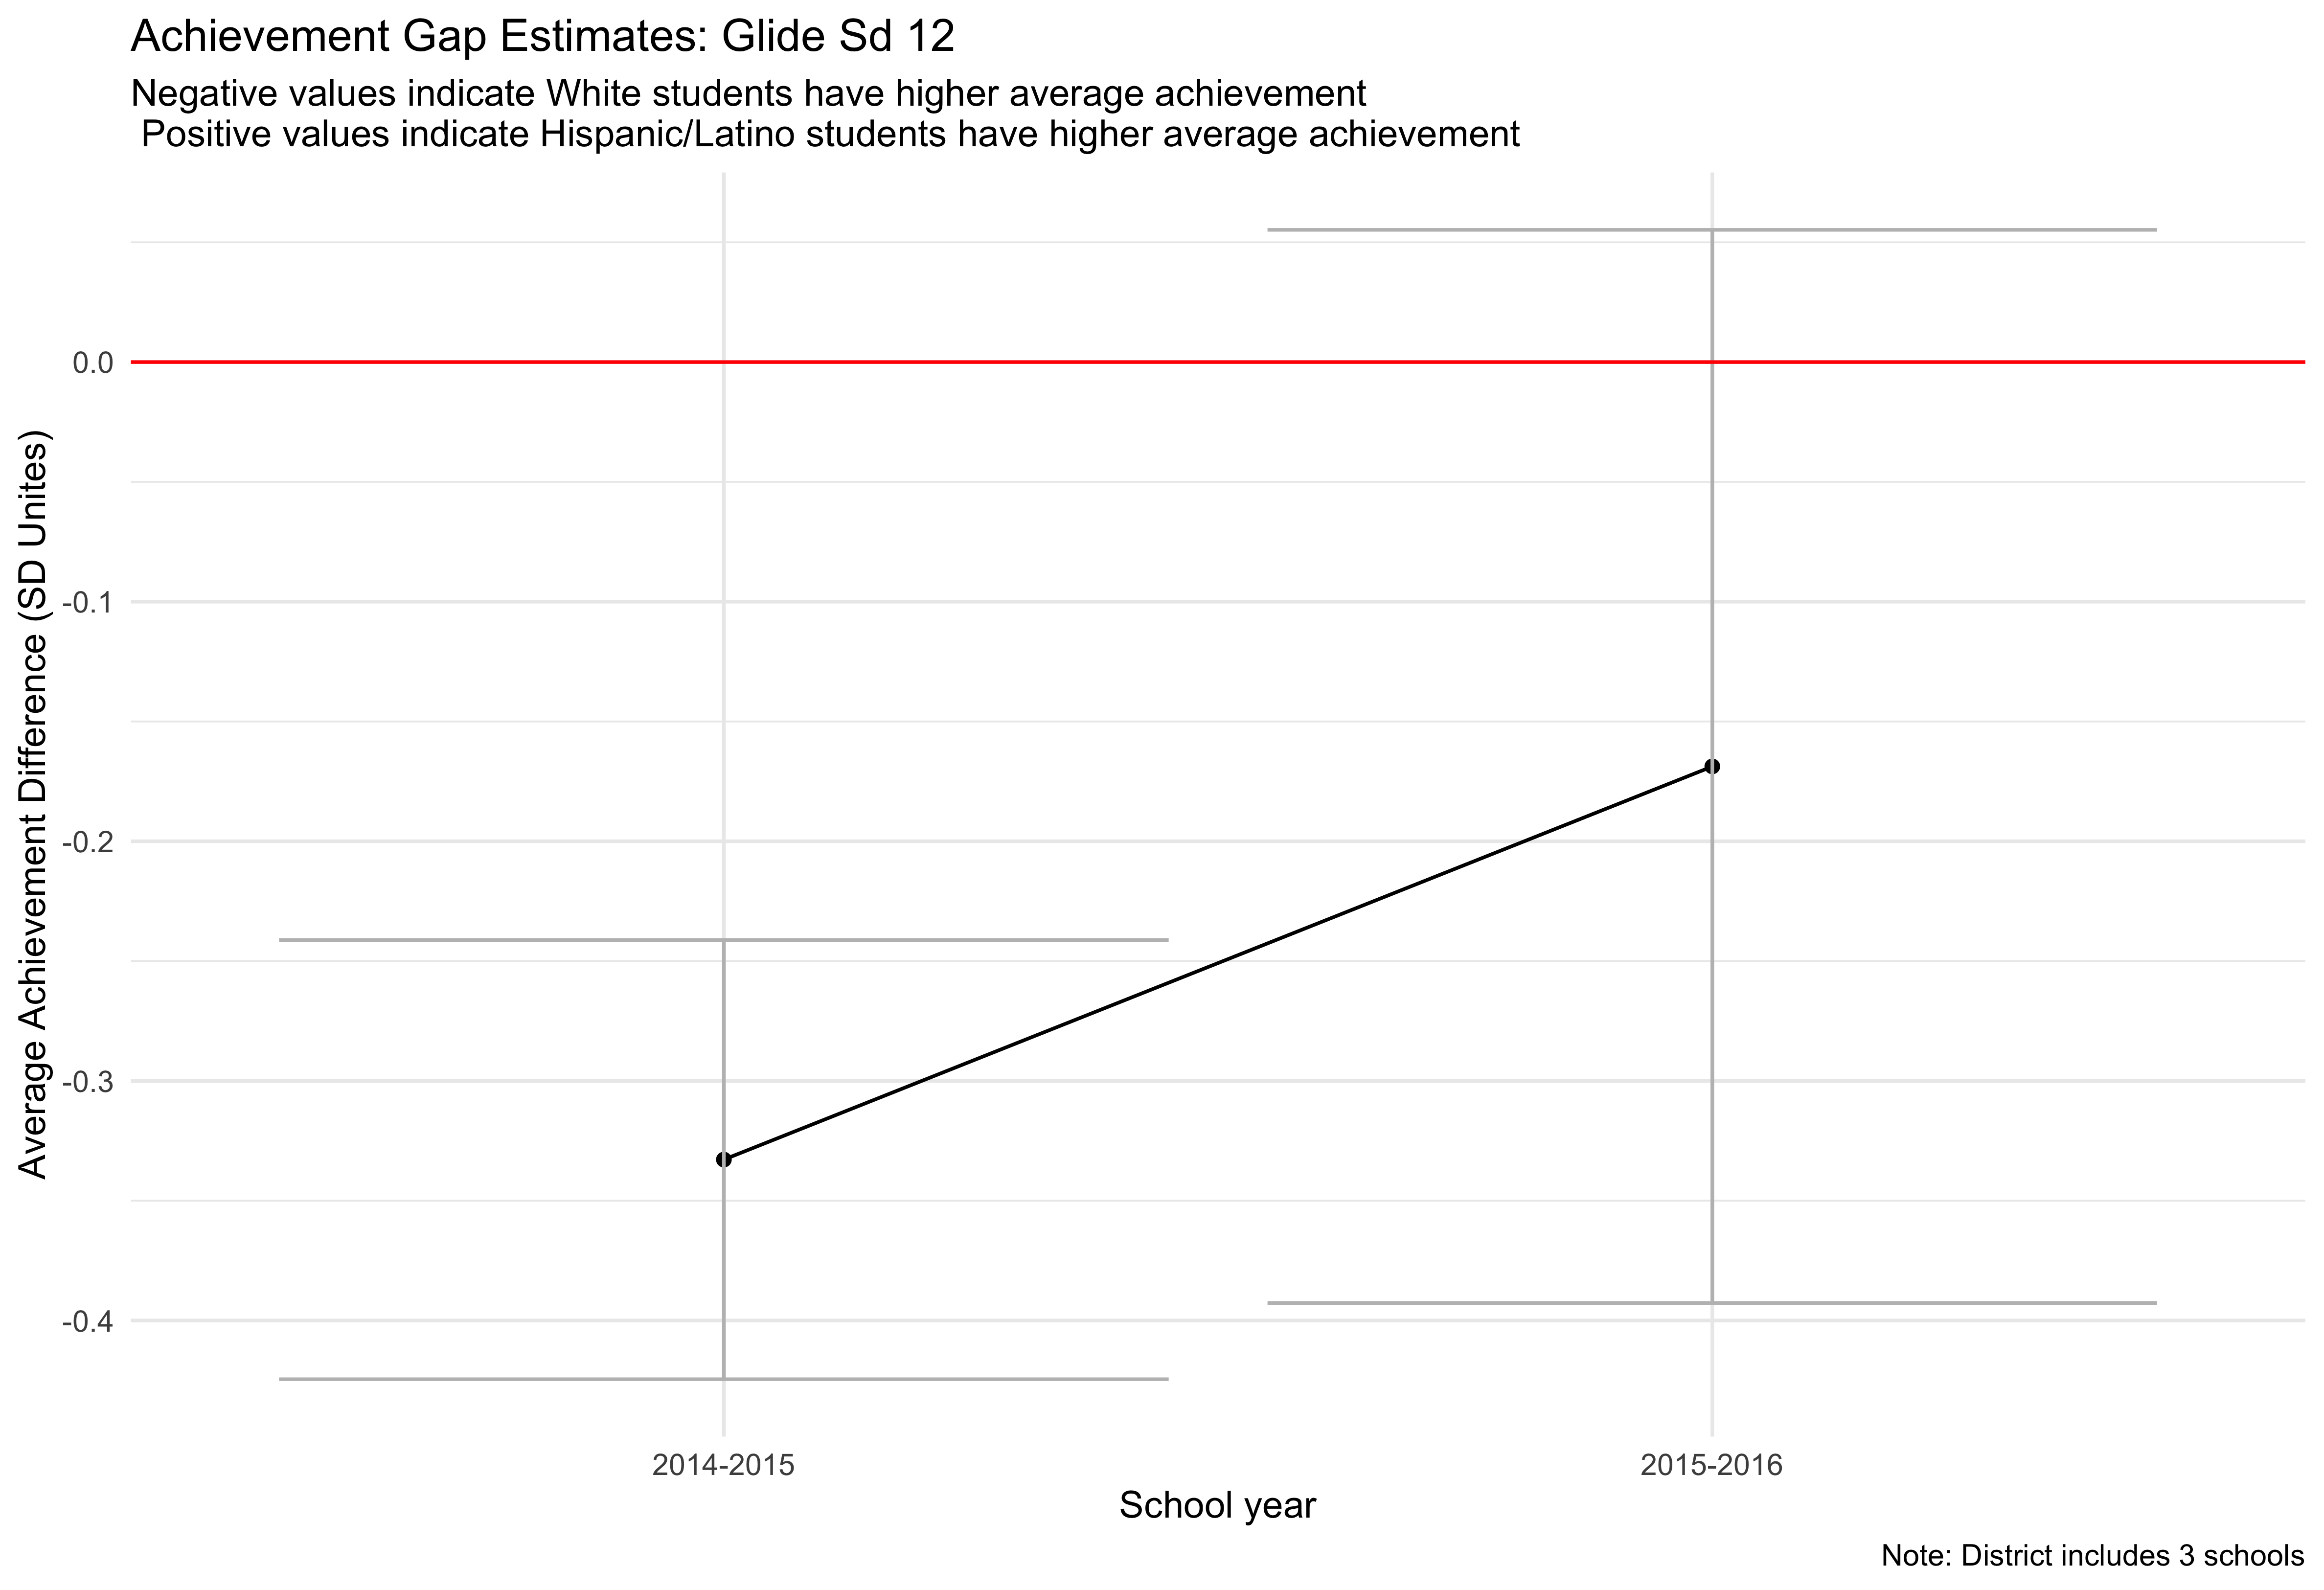 Achievement Gap Estimates: Glide Sd 12
Negative values indicate White students have higher average achievement
Positive values indicate Hispanic/Latino students have higher average achievement
Average Achievement Difference (SD Unites)
0.0
-0.1
-0.2
-0.3
-0.4
2014-2015
2015-2016
School year
Note: District includes 3 schools